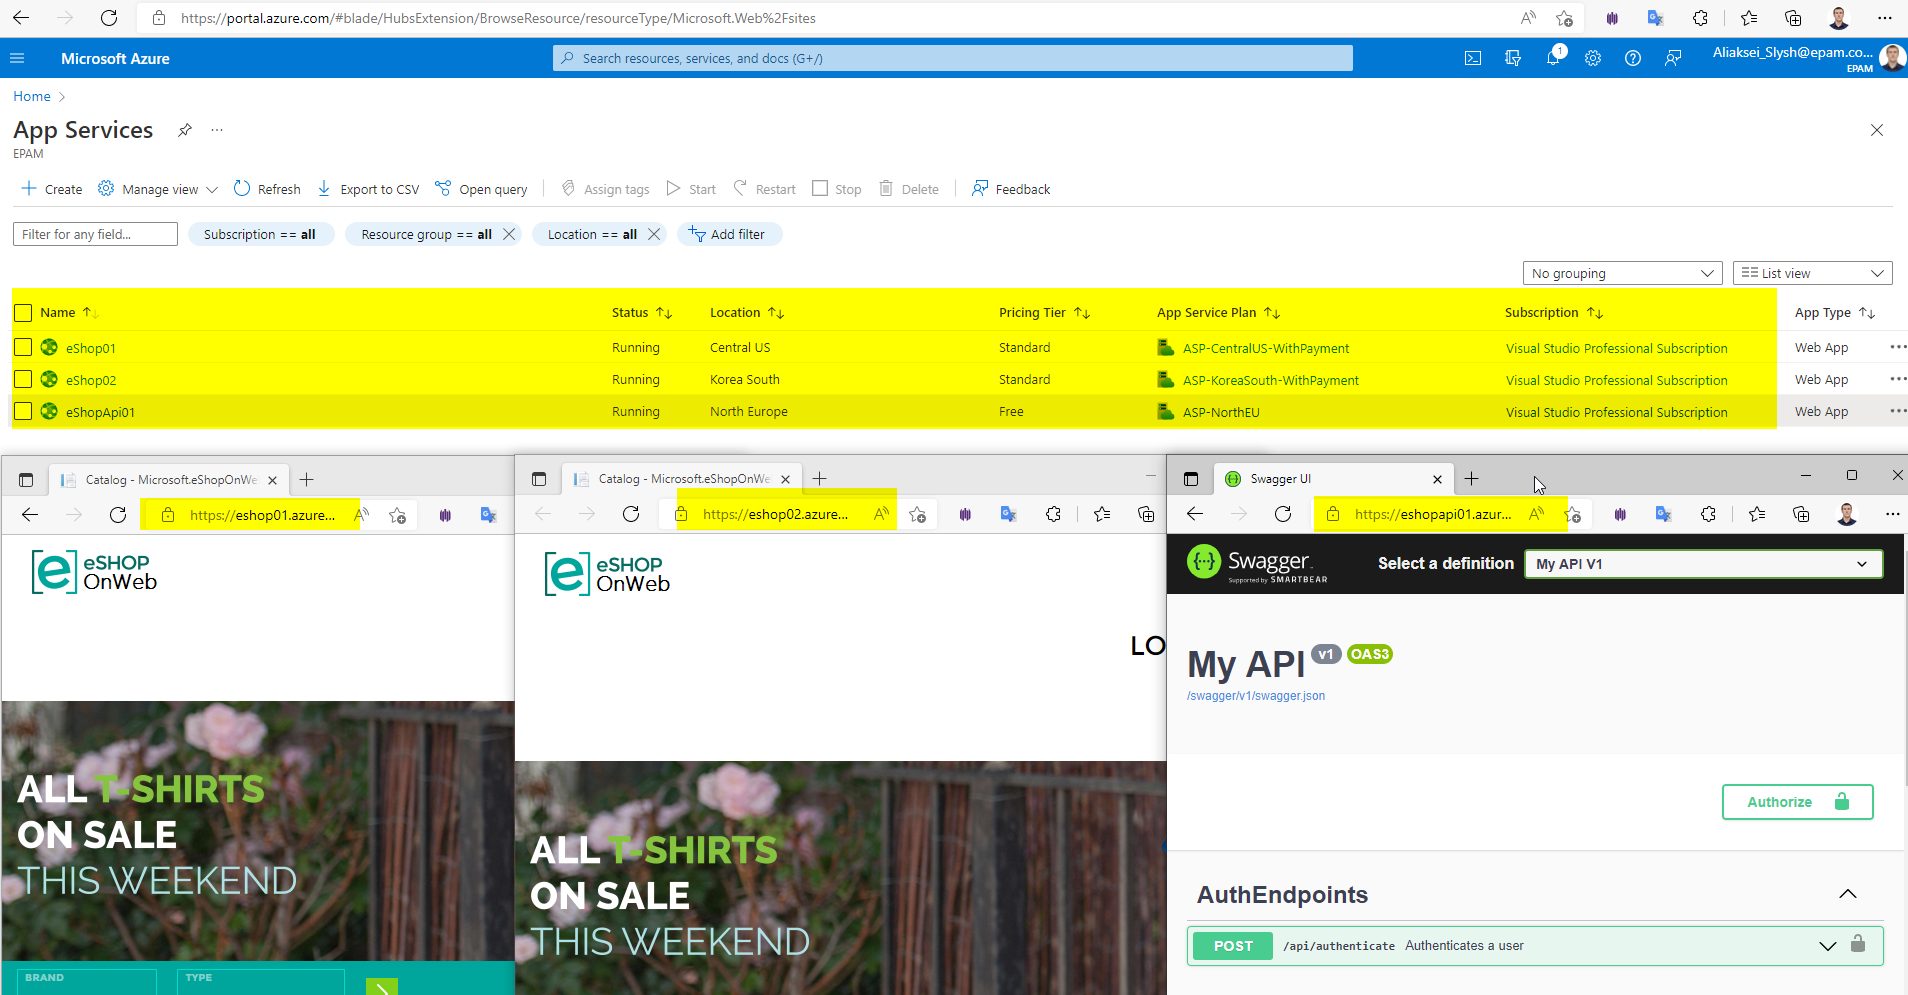 https://portal.azure.com/#blade/HubsExtension/BrowseResource/resourceType/Microsoft.Web%2Fsites
Microsoft Azure
Search resources, services, and docs (G+/)
1
Aliaksei_Slysh@epam.co...
EPAM
Home
App Services
EPAM
Create
Manage view
Refresh
Export to CSV
Open query
Assign tags
Start
Restart
Stop
Delete
Feedback
Filter for any field...
Subscription == all
Resource group == all
Location == all
Add filter
No grouping
List view
Name Status Location Pricing Tier App Service Plan Subscription App Type
eShop01 Running Central US Standard ASP-CentralUS-WithPayment Visual Studio Professional Subscription Web App
eShop02 Running Korea South Standard ASP-KoreaSouth-WithPayment Visual Studio Professional Subscription Web App
eShopApi01 Running North Europe Free ASP-NorthEU Visual Studio Professional Subscription Web App
Catalog - Microsoft.eShopOnWe
https://eshop01.azure...
eSHOP
OnWeb
ALL T-SHIRTS
ON SALE
THIS WEEKEND
BRAND
TYPE
Catalog - Microsoft.eShopOnWe
https://eshop02.azure...
eSHOP
OnWeb
LO
ALL T-SHIRTS
ON SALE
THIS WEEKEND
Swagger UI
https://eshopapi01.azur...
Swagger.
Supported by SMARTBEAR
Select a definition
My API V1
My API v1 OAS3
/swagger/v1/swagger.json
Authorize
AuthEndpoints
POST /api/authenticate Authenticates a user